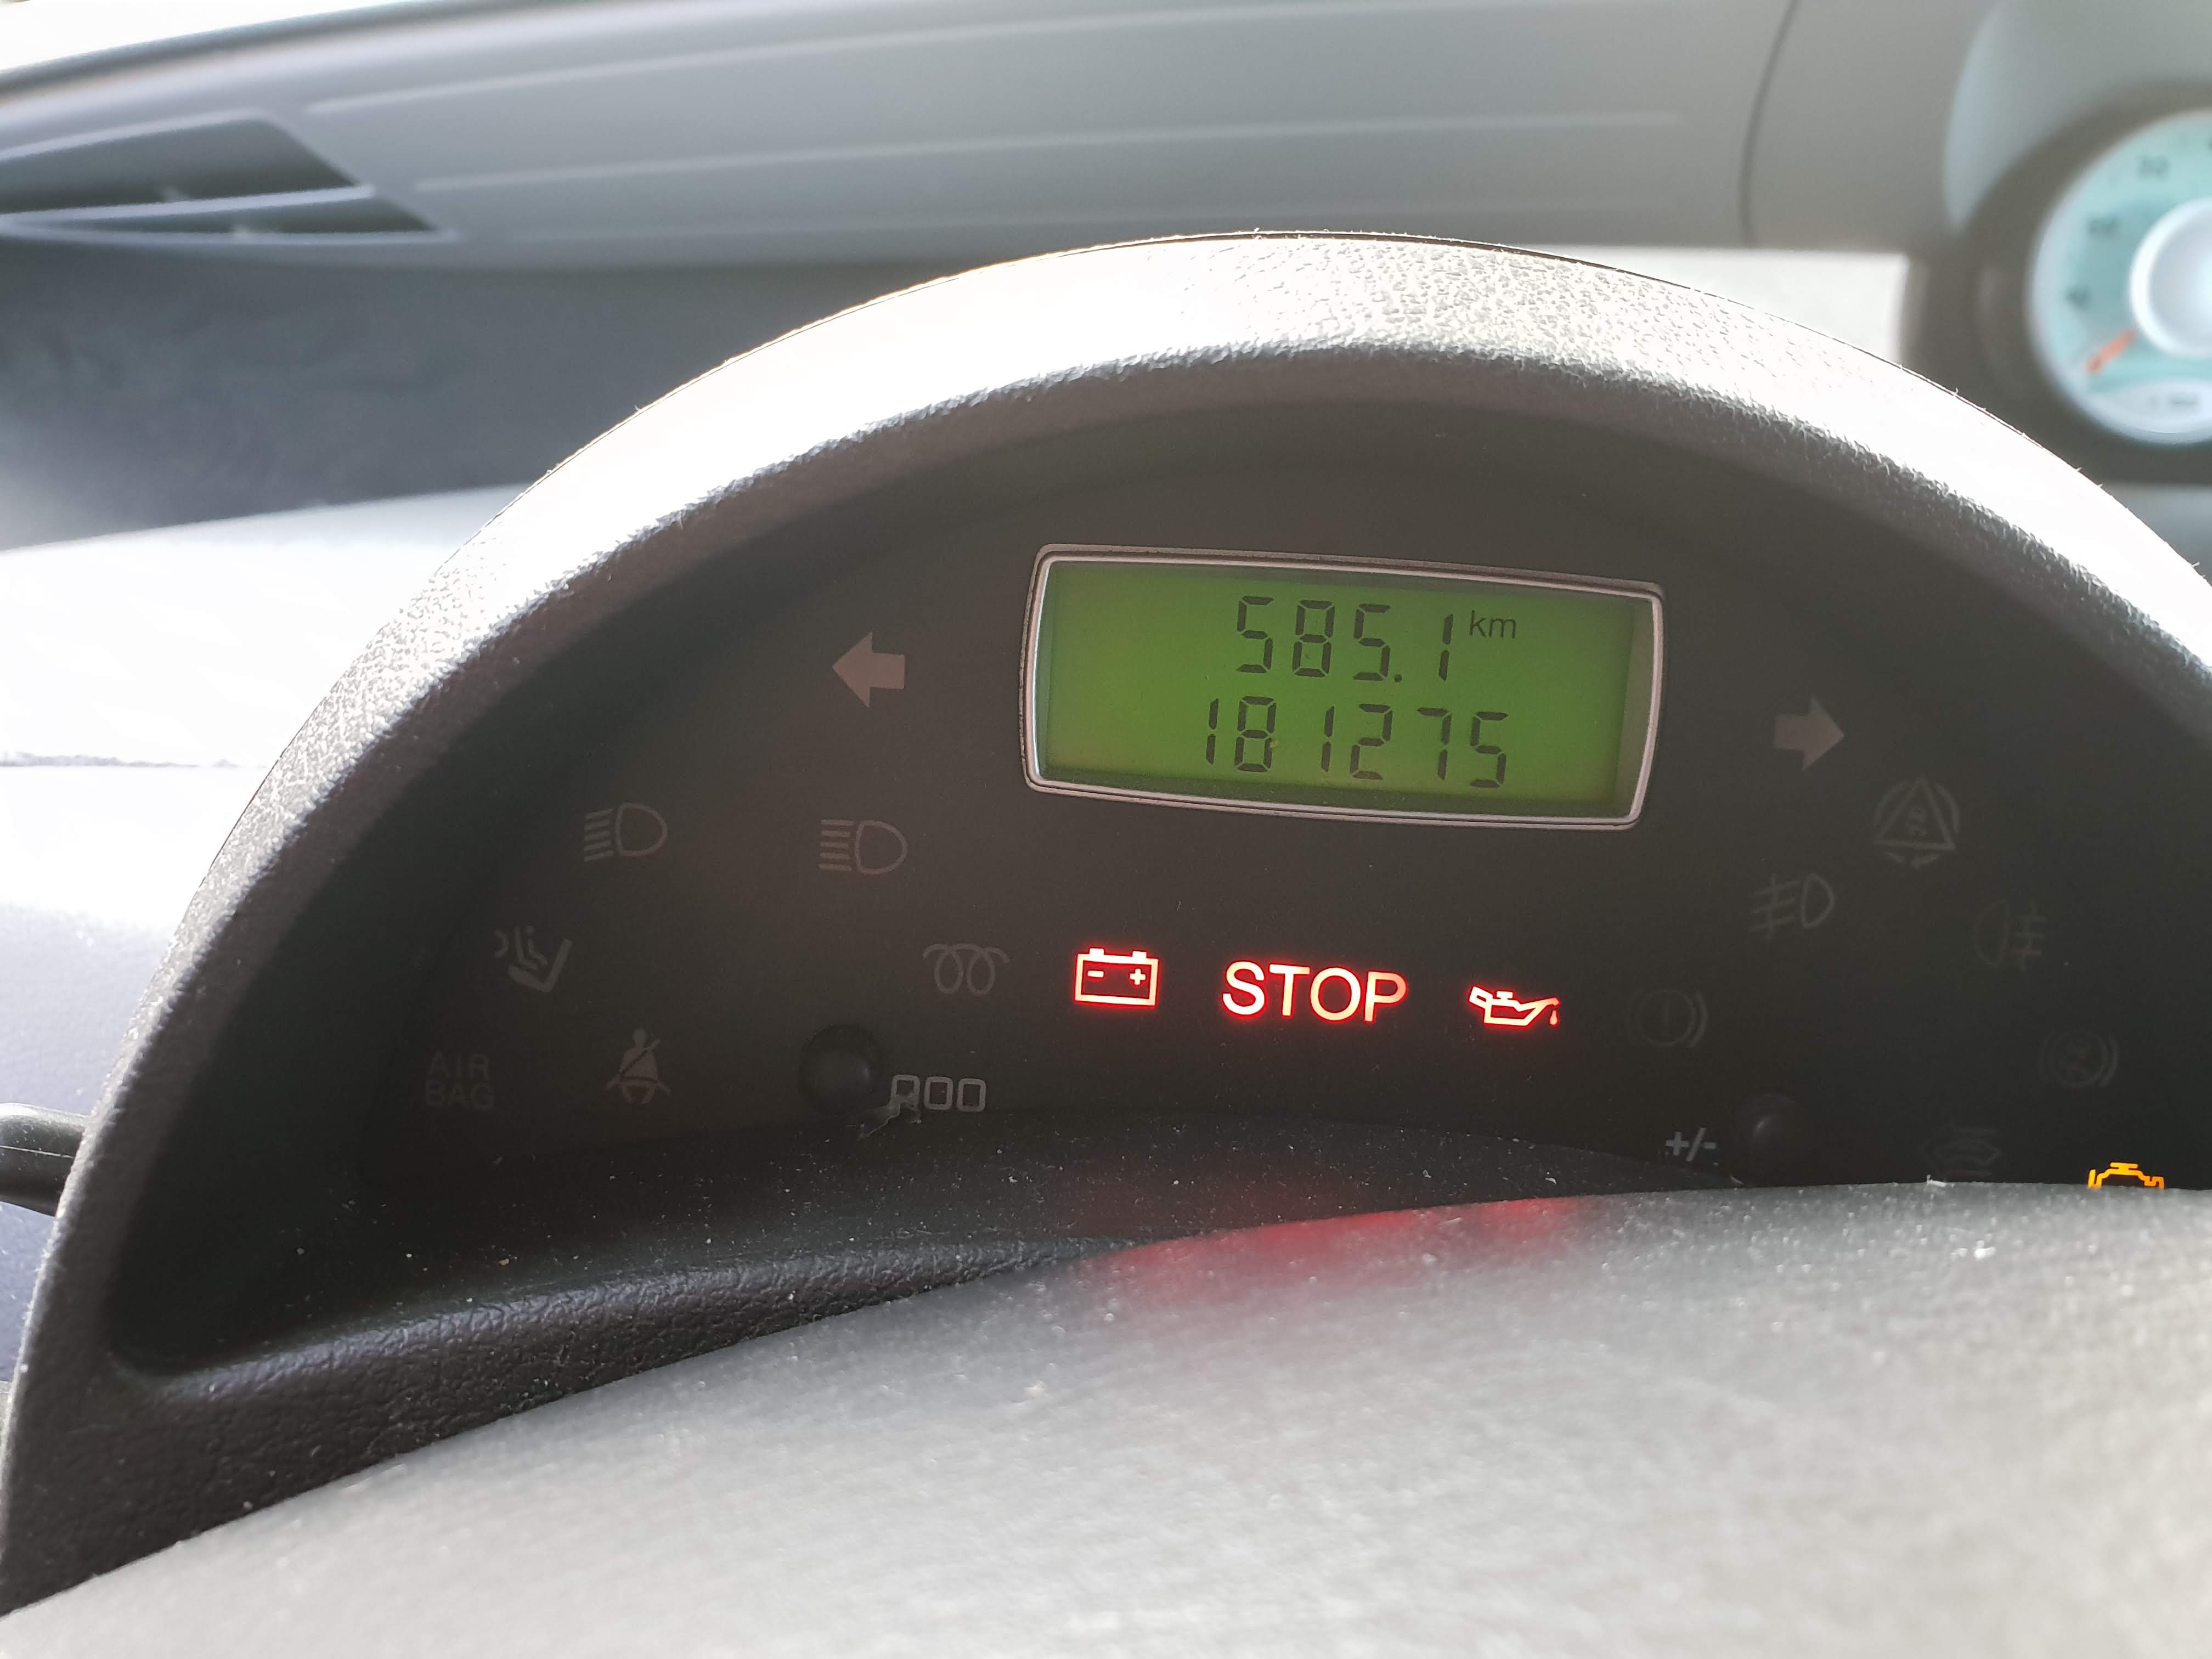 585.1 km
181275
STOP
AIR
BAG
000
+/-